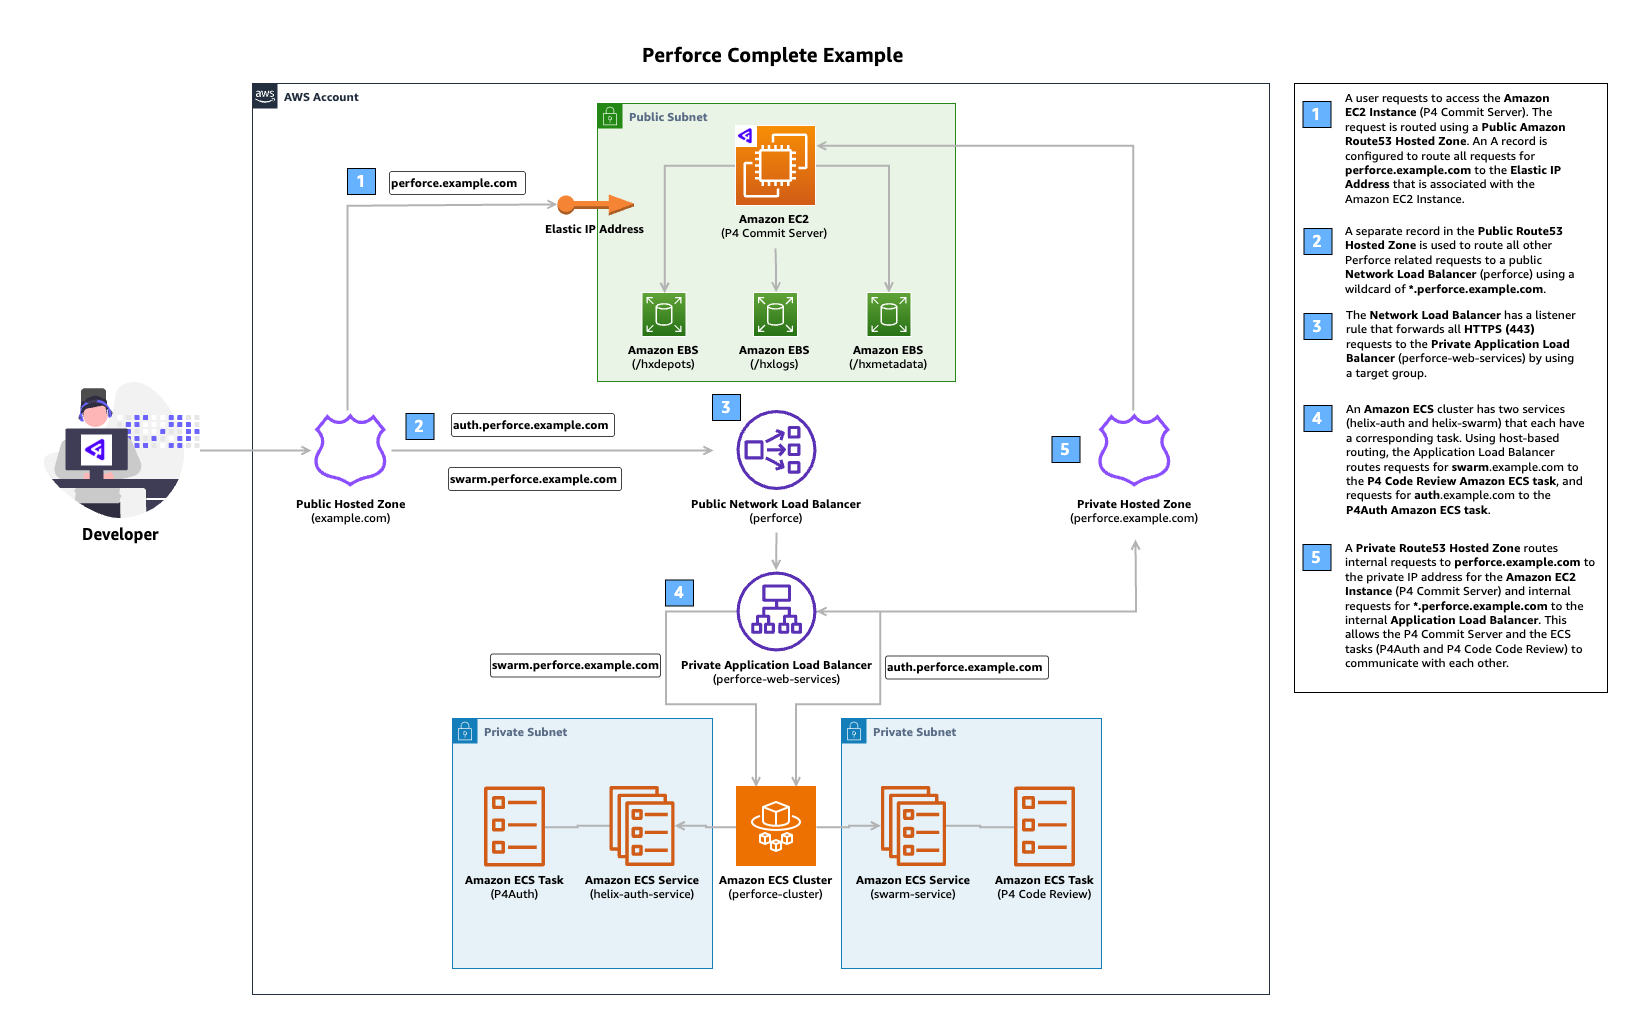 Perforce Complete Example
aws
AWS Account
Public Subnet
1
perforce.example.com
Elastic IP Address
Amazon EC2
(P4 Commit Server)
Amazon EBS
(/hxdepots)
Amazon EBS
(/hxlogs)
Amazon EBS
(/hxmetadata)
Developer
Public Hosted Zone
(example.com)
2
auth.perforce.example.com
swarm.perforce.example.com
3
Public Network Load Balancer
(perforce)
5
Private Hosted Zone
(perforce.example.com)
4
swarm.perforce.example.com
Private Application Load Balancer
(perforce-web-services)
auth.perforce.example.com
Private Subnet
Amazon ECS Task
(P4Auth)
Amazon ECS Service
(helix-auth-service)
Amazon ECS Cluster
(perforce-cluster)
Private Subnet
Amazon ECS Service
(swarm-service)
Amazon ECS Task
(P4 Code Review)
1
A user requests to access the Amazon
EC2 Instance (P4 Commit Server). The
request is routed using a Public Amazon
Route53 Hosted Zone. An A record is
configured to route all requests for
perforce.example.com to the Elastic IP
Address that is associated with the
Amazon EC2 Instance.
2
A separate record in the Public Route53
Hosted Zone is used to route all other
Perforce related requests to a public
Network Load Balancer (perforce) using a
wildcard of *.perforce.example.com.
3
The Network Load Balancer has a listener
rule that forwards all HTTPS (443)
requests to the Private Application Load
Balancer (perforce-web-services) by using
a target group.
4
An Amazon ECS cluster has two services
(helix-auth and helix-swarm) that each have
a corresponding task. Using host-based
routing, the Application Load Balancer
routes requests for swarm.example.com to
the P4 Code Review Amazon ECS task, and
requests for auth.example.com to the
P4Auth Amazon ECS task.
5
A Private Route53 Hosted Zone routes
internal requests to perforce.example.com to
the private IP address for the Amazon EC2
Instance (P4 Commit Server) and internal
requests for *.perforce.example.com to the
internal Application Load Balancer. This
allows the P4 Commit Server and the ECS
tasks (P4Auth and P4 Code Code Review) to
communicate with each other.